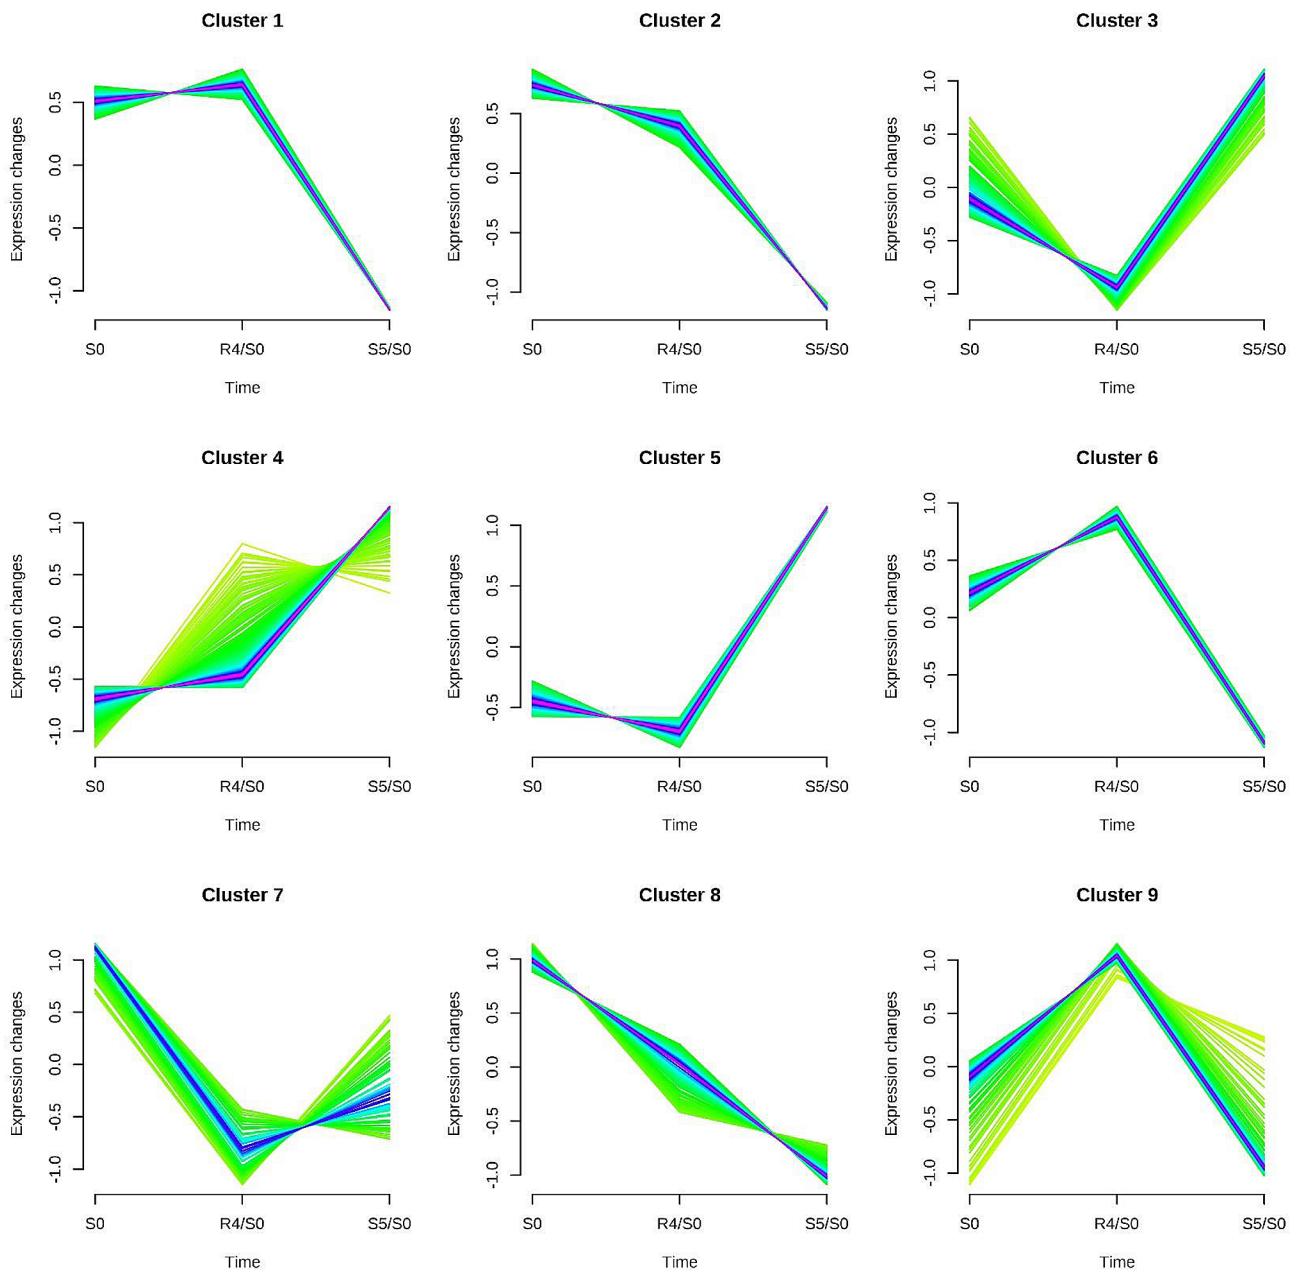 Cluster 1
Cluster 2
Cluster 3
Expression changes
0.5
0.0
-0.5
-1.0
S0
R4/S0
S5/S0
Time
Expression changes
0.5
0.0
-0.5
-1.0
S0
R4/S0
S5/S0
Time
Expression changes
1.0
0.5
0.0
-0.5
-1.0
S0
R4/S0
S5/S0
Time
Cluster 4
Cluster 5
Cluster 6
Expression changes
1.0
0.5
0.0
-0.5
-1.0
S0
R4/S0
S5/S0
Time
Expression changes
1.0
0.5
0.0
-0.5
S0
R4/S0
S5/S0
Time
Expression changes
1.0
0.5
0.0
-0.5
-1.0
S0
R4/S0
S5/S0
Time
Cluster 7
Cluster 8
Cluster 9
Expression changes
1.0
0.5
0.0
-0.5
-1.0
S0
R4/S0
S5/S0
Time
Expression changes
1.0
0.5
0.0
-0.5
-1.0
S0
R4/S0
S5/S0
Time
Expression changes
1.0
0.5
0.0
-0.5
-1.0
S0
R4/S0
S5/S0
Time